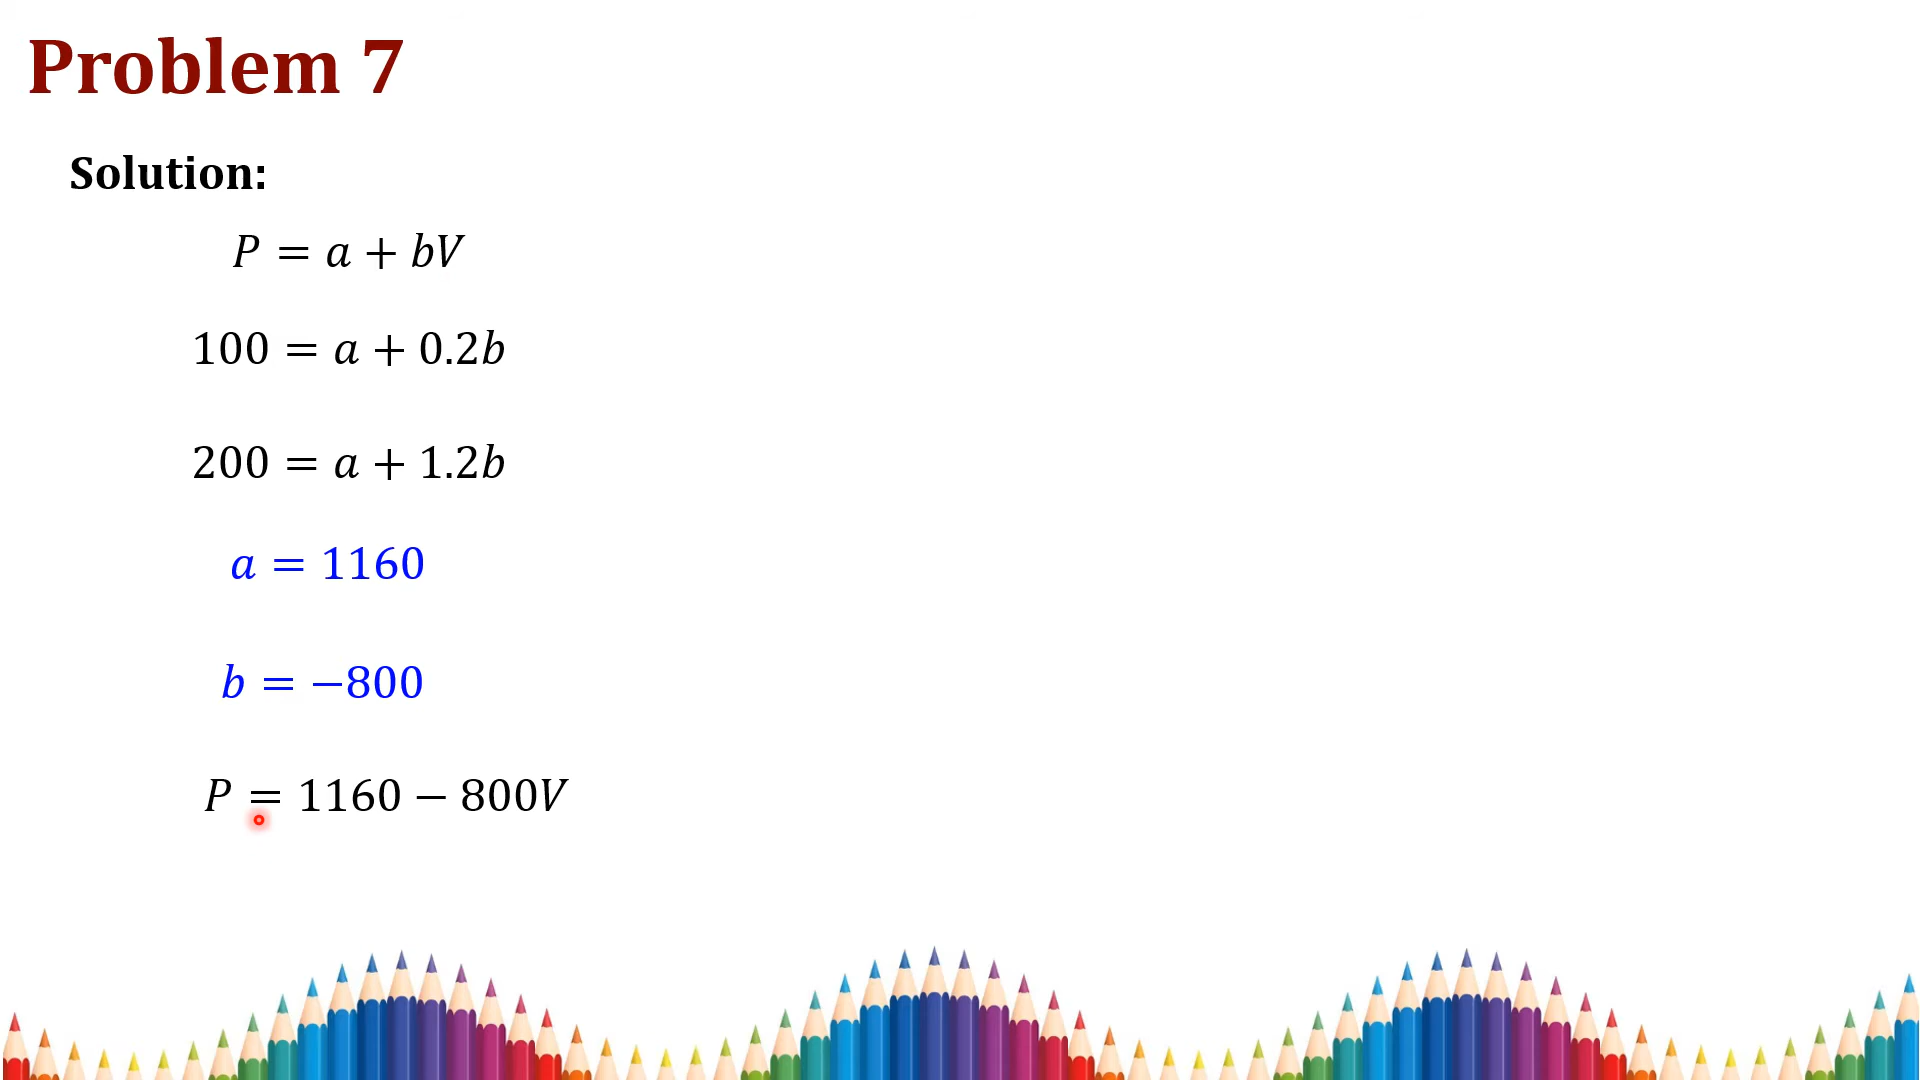 Problem 7
Solution:
P = a + bV
100 = a + 0.2b
200 = a + 1.2b
a = 1160
b = −800
P = 1160 − 800V